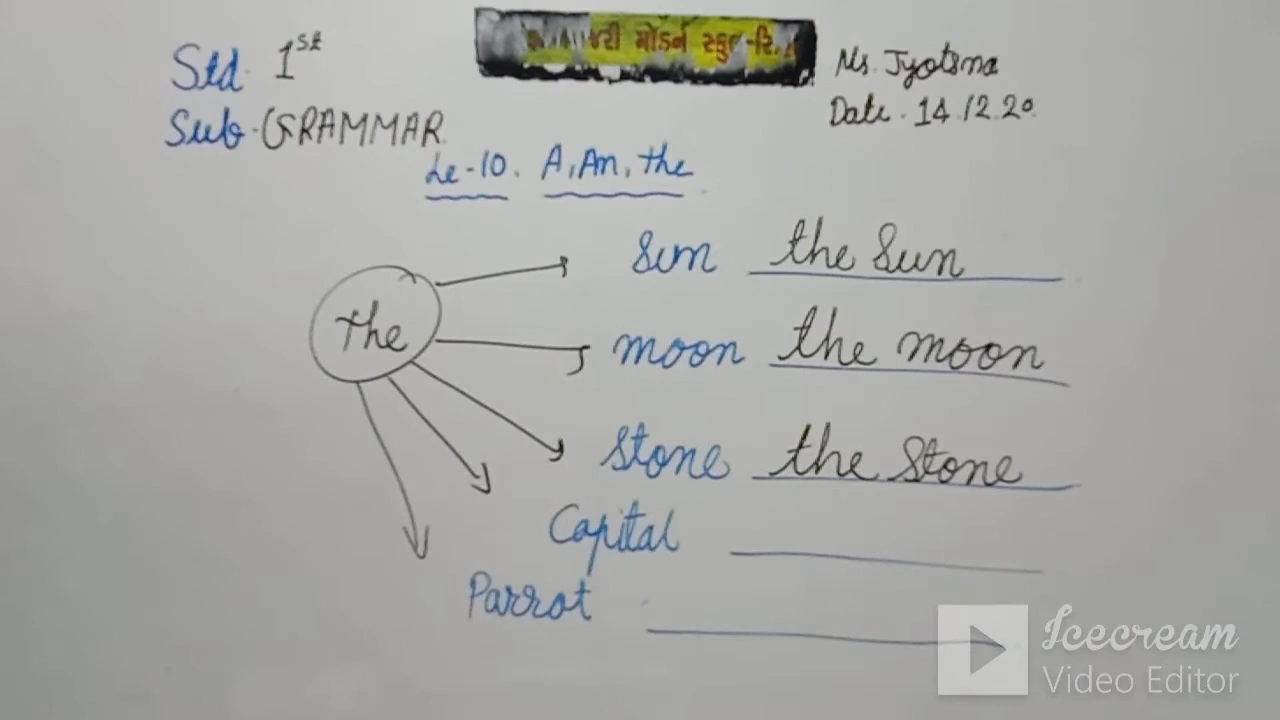 મોડર્ન સ્કુલ
Std. 1st
Ms. Jyotsna
Sub. GRAMMAR
Date. 14.12.20
Le-10. A, An, the
the
Sun the Sun
moon the moon
Stone the Stone
Capital
Parrot
Icecream
Video Editor